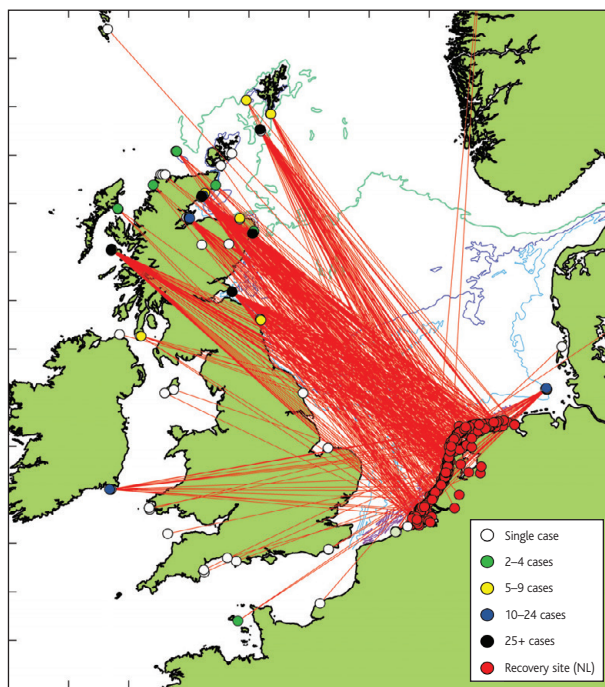 Single case
2–4 cases
5–9 cases
10–24 cases
25+ cases
Recovery site (NL)